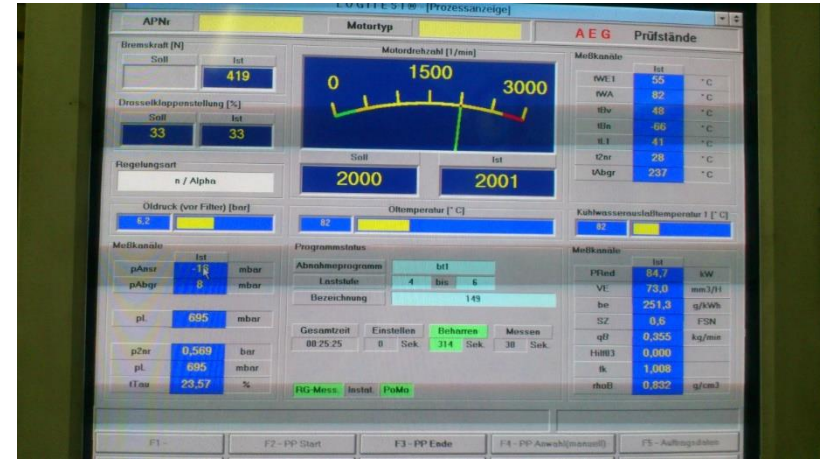 LOGITEST® - [Prozessanzeige]
APNr
Motortyp
AEG Prüfstände
Bremskraft [N]
Soll Ist
419
Drosselklappenstellung [%]
Soll Ist
33 33
Regelungsart
n / Alpha
Motordrehzahl [1/min]
0 1500 3000
Soll Ist
2000 2001
Meßkanäle
Ist
tWE1 55 °C
tWA 82 °C
tBv 48 °C
tBn -66 °C
tL1 41 °C
t2nr 28 °C
tAbgr 237 °C
Öldruck (vor Filter) [bar]
6,2
Öltemperatur [°C]
82
Kühlwasserauslaßtemperatur 1 [°C]
82
Meßkanäle
Ist
pAnsr mbar
pAbgr 8 mbar
pL 695 mbar
p2nr 0,569 bar
pL 695 mbar
fTau 23,57 %
Programmstatus
Abnahmeprogramm bt1
Laststufe 4 bis 6
Bezeichnung 149
Gesamtzeit Einstellen Beharren Messen
00:25:25 0 Sek. 314 Sek. 30 Sek.
RG-Mess. Instat. PoMo
Meßkanäle
Ist
PRed 84,7 kW
VE 73,0 mm3/H
be 251,3 g/kWh
SZ 0,6 FSN
qB 0,355 kg/min
Hilf03 0,000
fk 1,008
rhoB 0,832 g/cm3
F1 -
F2 - PP Start
F3 - PP Ende
F4 - PP Anwahl(manuell)
F5 - Auftragsdaten